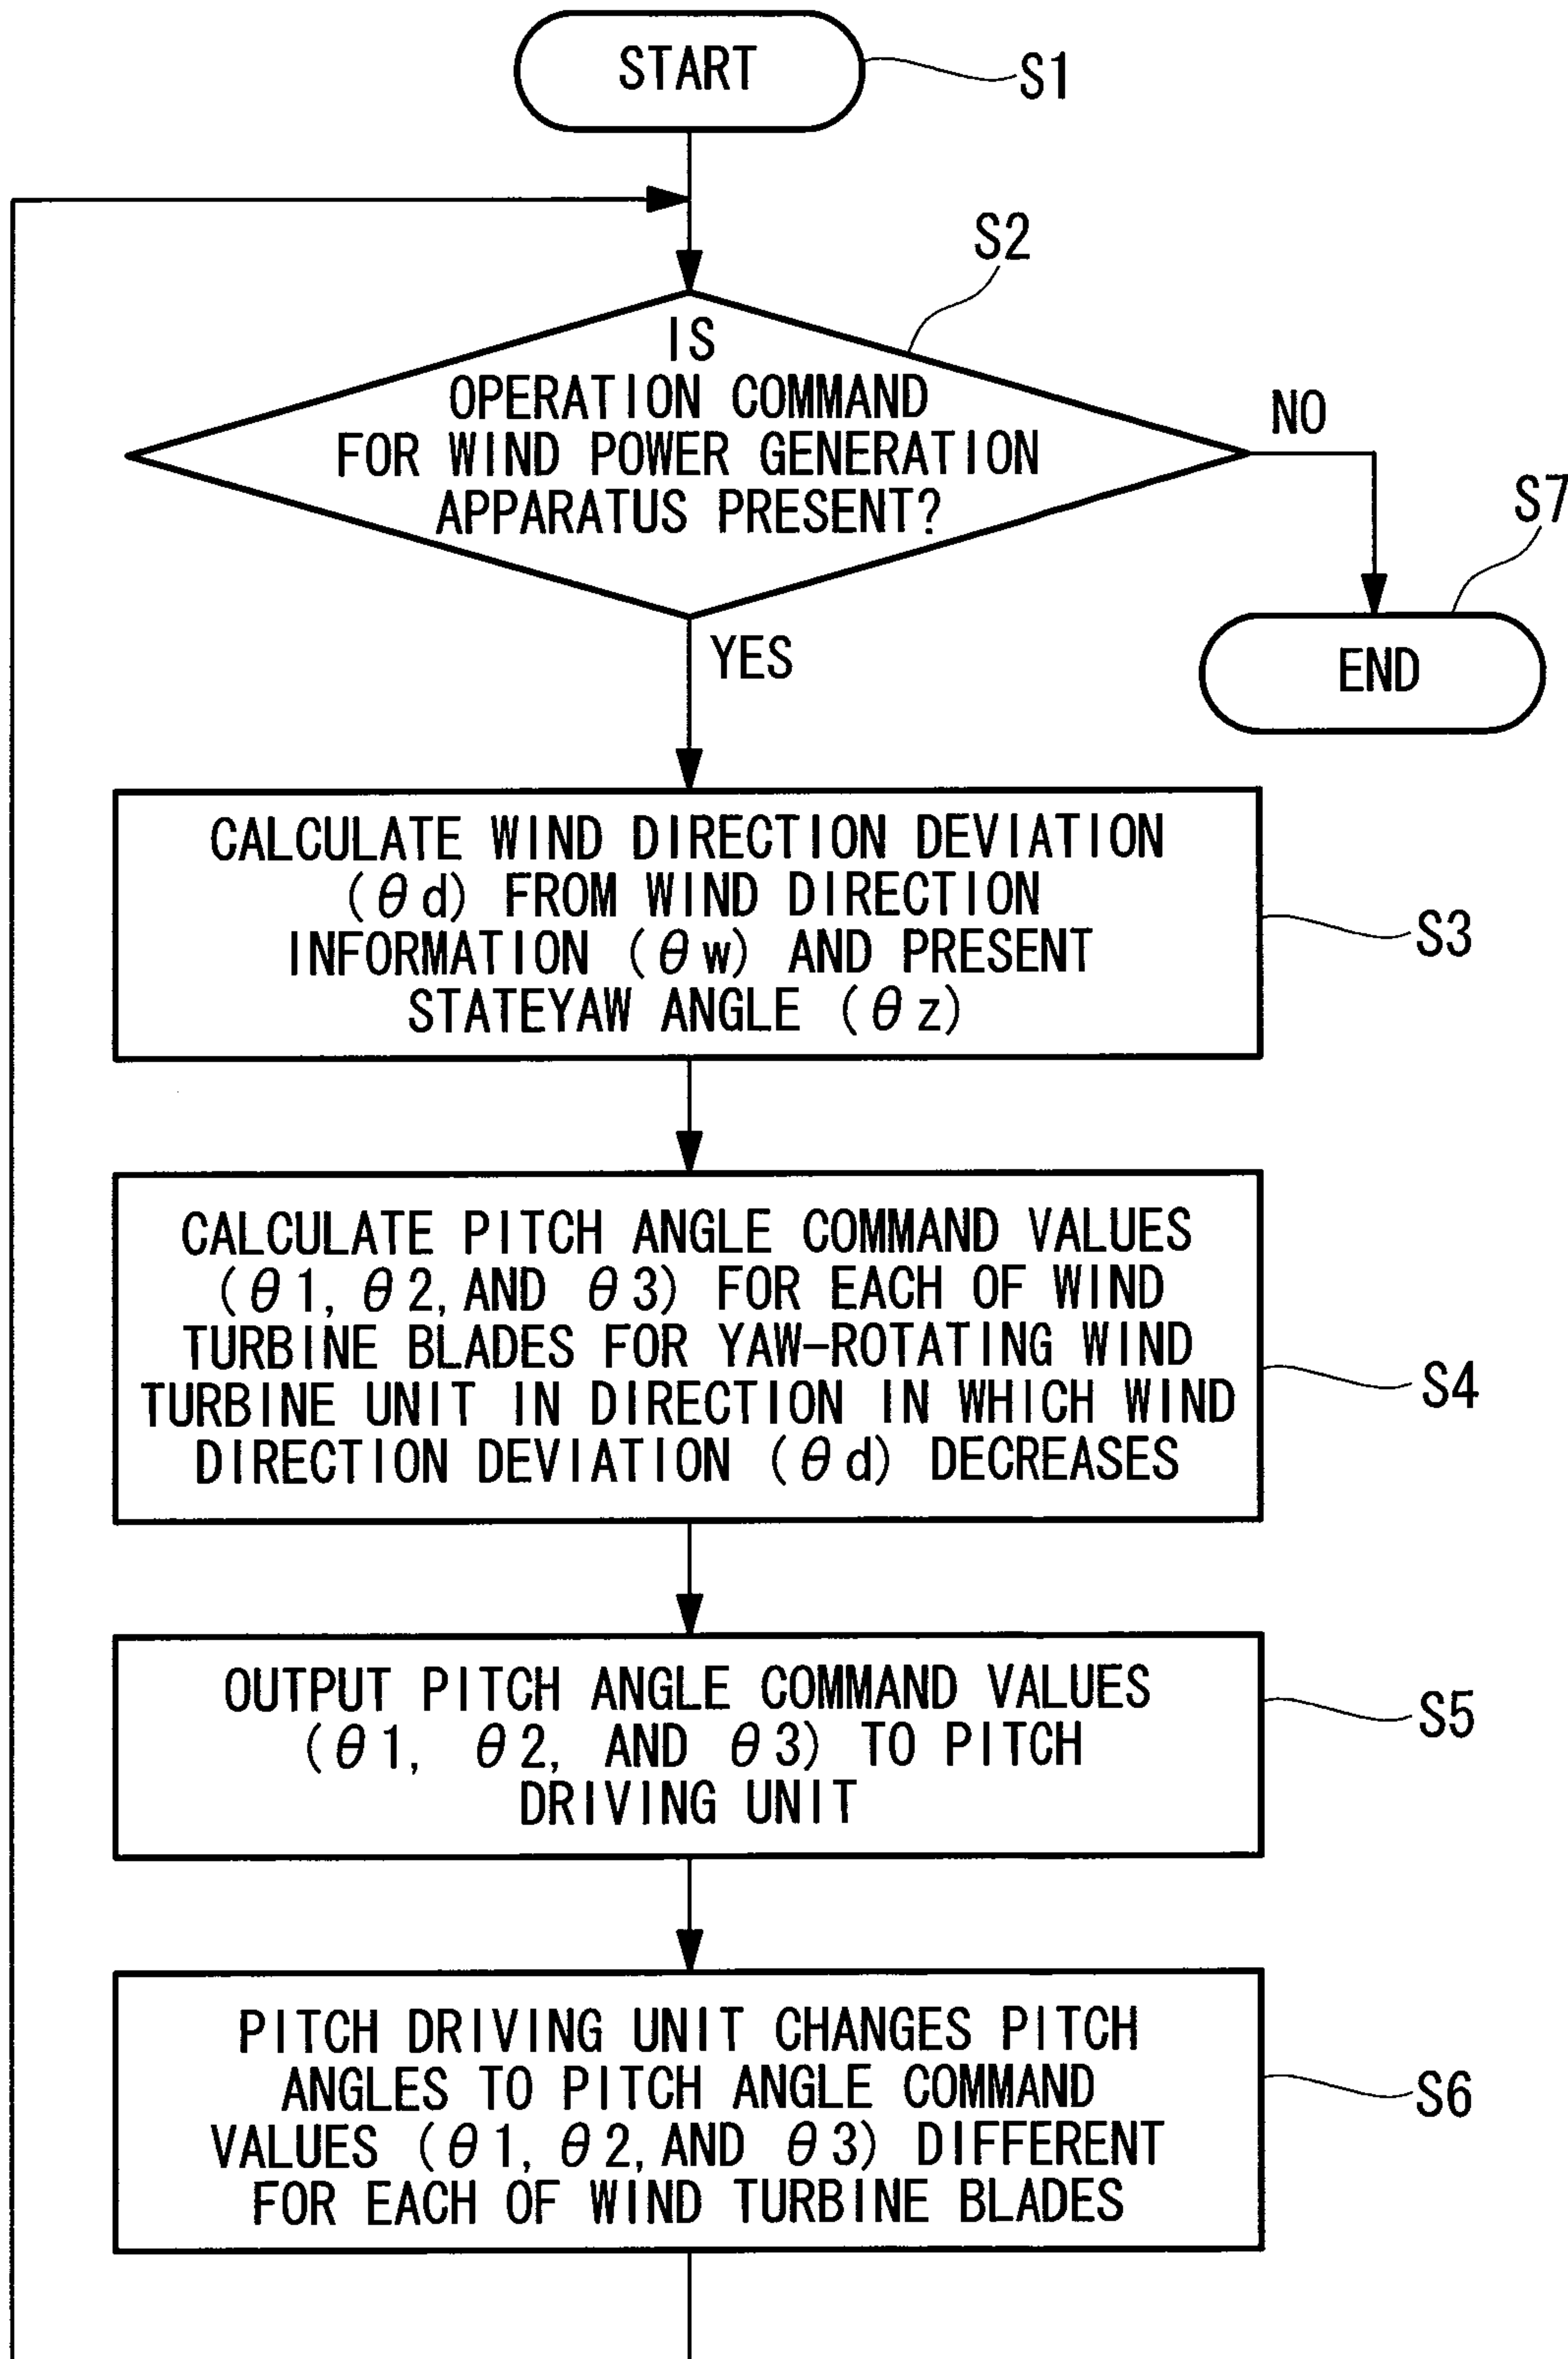 START
S1
S2
IS
OPERATION COMMAND
FOR WIND POWER GENERATION
APPARATUS PRESENT?
NO
S7
END
YES
CALCULATE WIND DIRECTION DEVIATION
(θd) FROM WIND DIRECTION
INFORMATION (θw) AND PRESENT
STATEYAW ANGLE (θz)
S3
CALCULATE PITCH ANGLE COMMAND VALUES
(θ1, θ2, AND θ3) FOR EACH OF WIND
TURBINE BLADES FOR YAW-ROTATING WIND
TURBINE UNIT IN DIRECTION IN WHICH WIND
DIRECTION DEVIATION (θd) DECREASES
S4
OUTPUT PITCH ANGLE COMMAND VALUES
(θ1, θ2, AND θ3) TO PITCH
DRIVING UNIT
S5
PITCH DRIVING UNIT CHANGES PITCH
ANGLES TO PITCH ANGLE COMMAND
VALUES (θ1, θ2, AND θ3) DIFFERENT
FOR EACH OF WIND TURBINE BLADES
S6